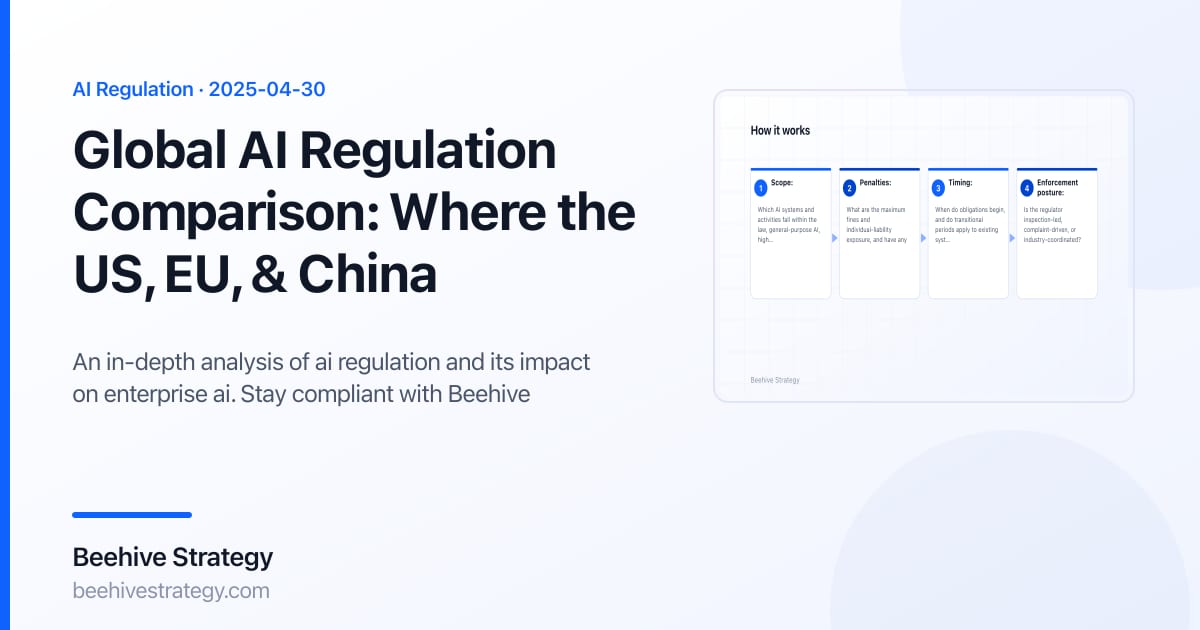 AI Regulation · 2025-04-30
Global AI Regulation
Comparison: Where the
US, EU, & China
An in-depth analysis of ai regulation and its impact
on enterprise ai. Stay compliant with Beehive
Beehive Strategy
beehivestrategy.com
How it works
1 Scope:
Which AI systems and
activities fall within the
law, general-purpose AI,
high...
2 Penalties:
What are the maximum
fines and
individual-liability
exposure, and have any
3 Timing:
When do obligations begin,
and do transitional
periods apply to existing
syst...
4 Enforcement
posture:
Is the regulator
inspection-led,
complaint-driven, or
industry-coordinated?
Beehive Strategy